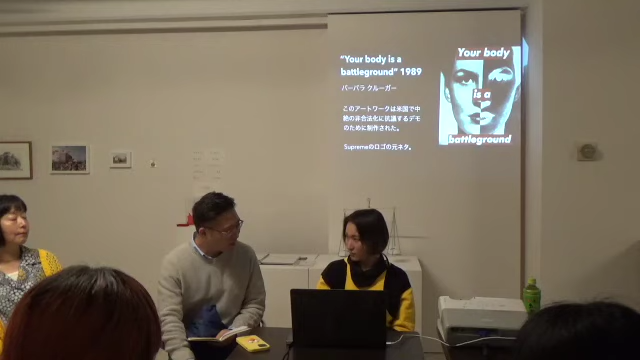 "Your body is a
battleground" 1989
バーバラ クルーガー
このアートワークは米国で中
絶の非合法化に抗議するデモ
のために制作された。
Supremeのロゴの元ネタ。
Your body
is a
battleground